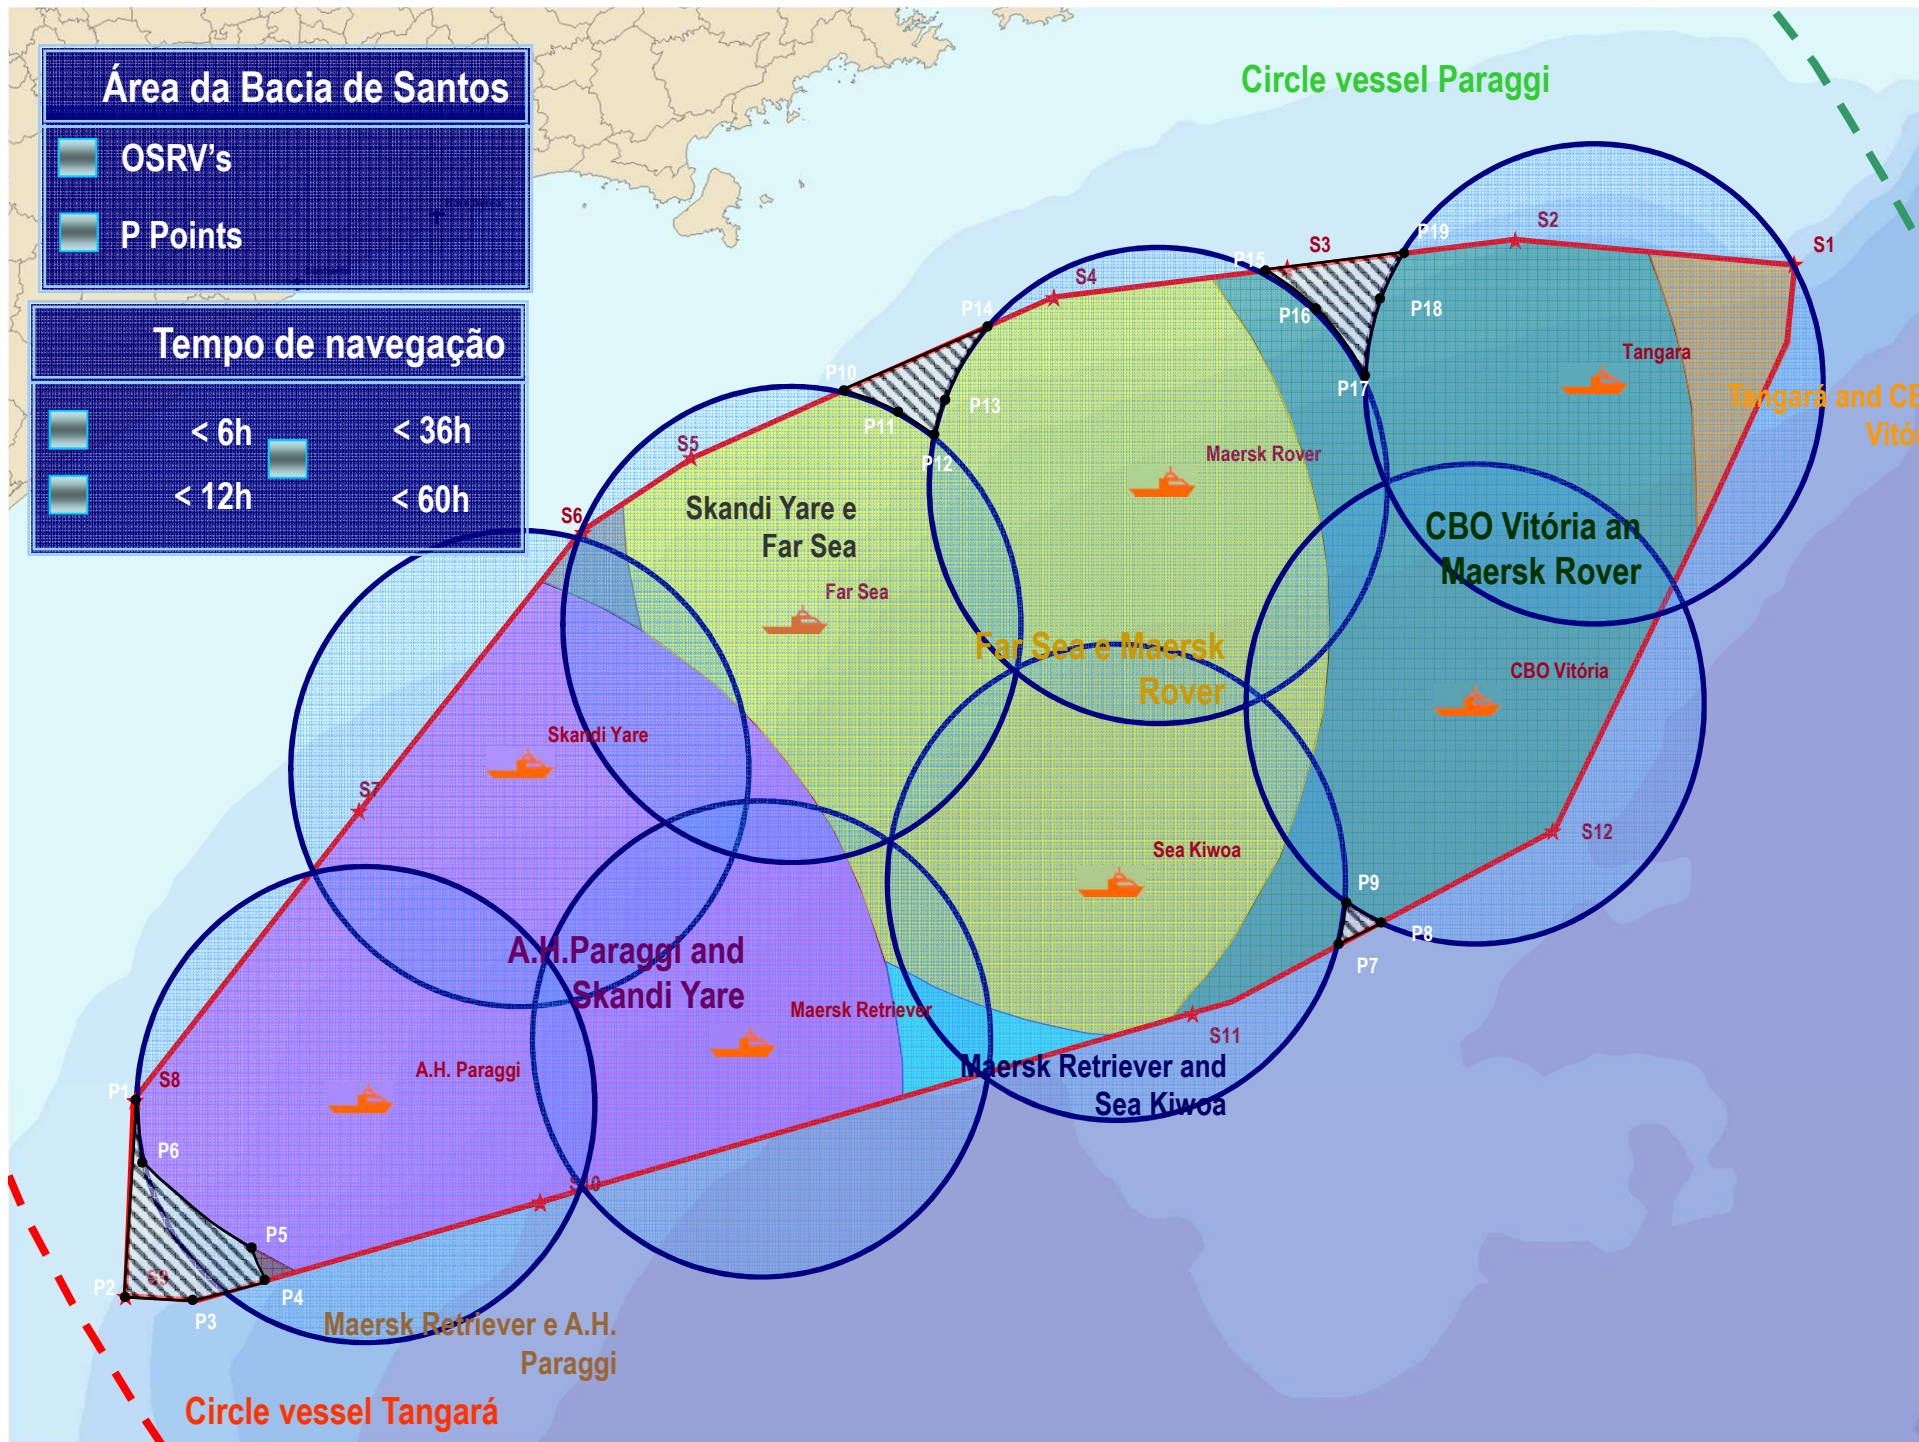 Circle vessel Paraggi
Área da Bacia de Santos
OSRV's
P Points
Tempo de navegação
< 6h
< 36h
< 12h
< 60h
S1
S2
S3
S4
S5
S6
S7
S8
S9
S10
S11
S12
P1
P2
P3
P4
P5
P6
P7
P8
P9
P10
P11
P12
P13
P14
P15
P16
P17
P18
P19
Tangara
Tangará and CB
Vitór
Maersk Rover
Skandi Yare e
Far Sea
CBO Vitória an
Maersk Rover
Far Sea
Far Sea e Maersk
Rover
CBO Vitória
Skandi Yare
Sea Kiwoa
A.H.Paraggi and
Skandi Yare
Maersk Retriever
A.H. Paraggi
Maersk Retriever and
Sea Kiwoa
Maersk Retriever e A.H.
Paraggi
Circle vessel Tangará